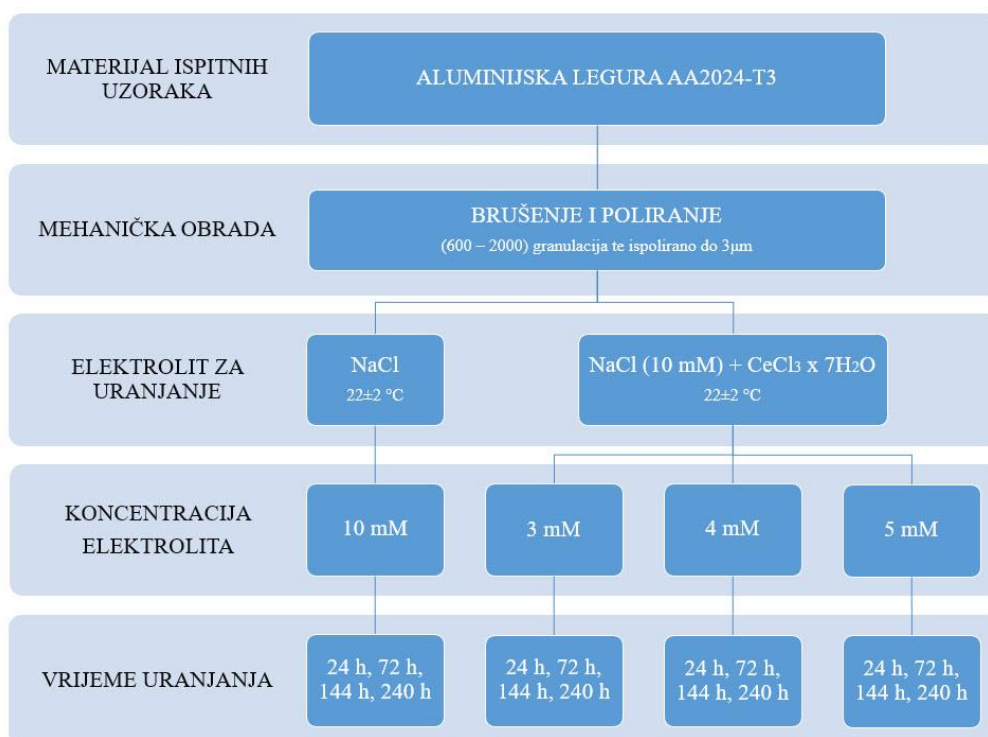 MATERIJAL ISPITNIH
UZORAKA
ALUMINIJSKA LEGURA AA2024-T3
MEHANIČKA OBRADA
BRUŠENJE I POLIRANJE
(600 – 2000) granulacija te ispolirano do 3µm
ELEKTROLIT ZA
URANJANJE
NaCl
22±2 °C
NaCl (10 mM) + CeCl₃ x 7H₂O
22±2 °C
KONCENTRACIJA
ELEKTROLITA
10 mM
3 mM
4 mM
5 mM
VRIJEME URANJANJA
24 h, 72 h,
144 h, 240 h
24 h, 72 h,
144 h, 240 h
24 h, 72 h,
144 h, 240 h
24 h, 72 h,
144 h, 240 h